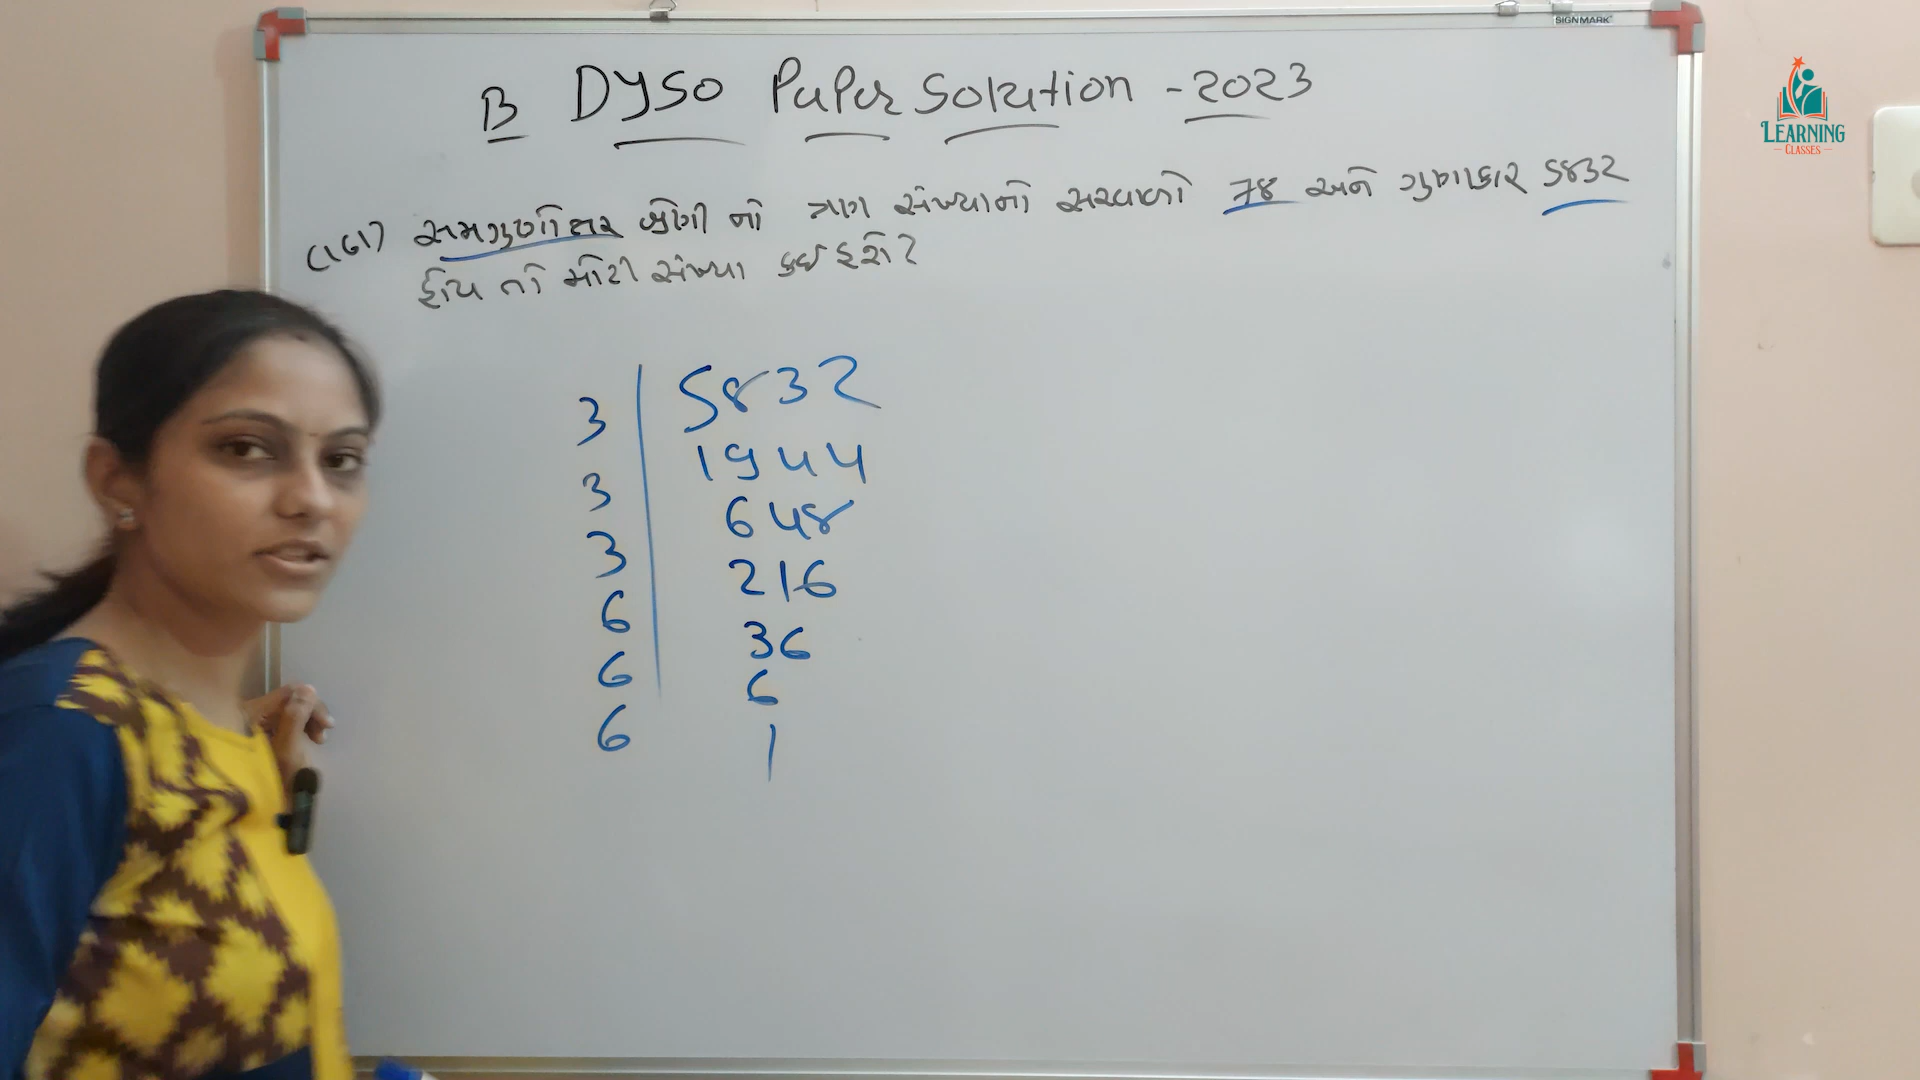 SIGNMARK
B DYSO Paper Solution - 2023
LEARNING
CLASSES
(161) સમગુણોત્તર શ્રેણી ની ત્રણ સંખ્યાનો સરવાળો 78 અને ગુણાકાર 5832
હોય તો મોટી સંખ્યા કઈ હશે?
3 5832
3 1944
3 648
6 216
6 36
6 6
1